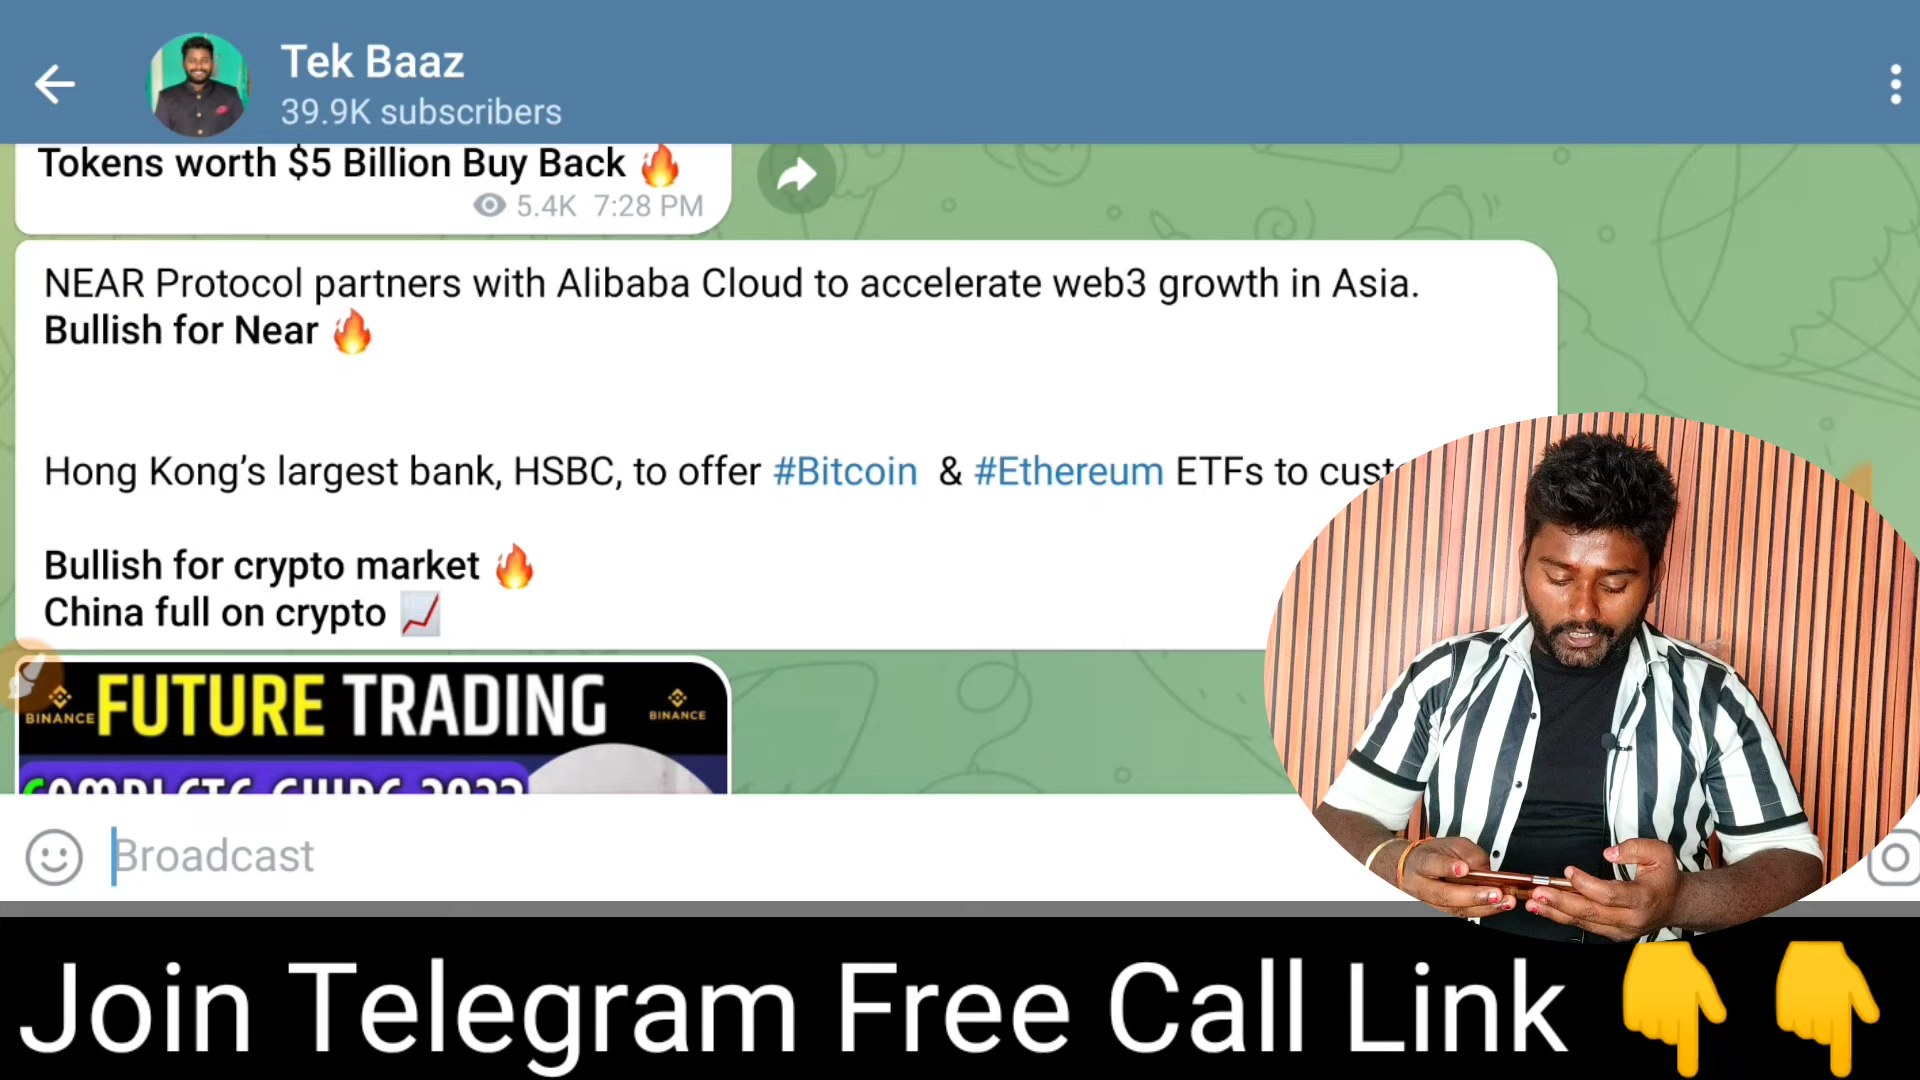 Tek Baaz
39.9K subscribers
Tokens worth $5 Billion Buy Back 🔥
5.4K 7:28 PM
NEAR Protocol partners with Alibaba Cloud to accelerate web3 growth in Asia.
Bullish for Near 🔥
Hong Kong’s largest bank, HSBC, to offer #Bitcoin & #Ethereum ETFs to
Bullish for crypto market 🔥
China full on crypto 📈
BINANCE FUTURE TRADING BINANCE
COMPLETE GUIDE
Broadcast
Join Telegram Free Call Link 👇 👇